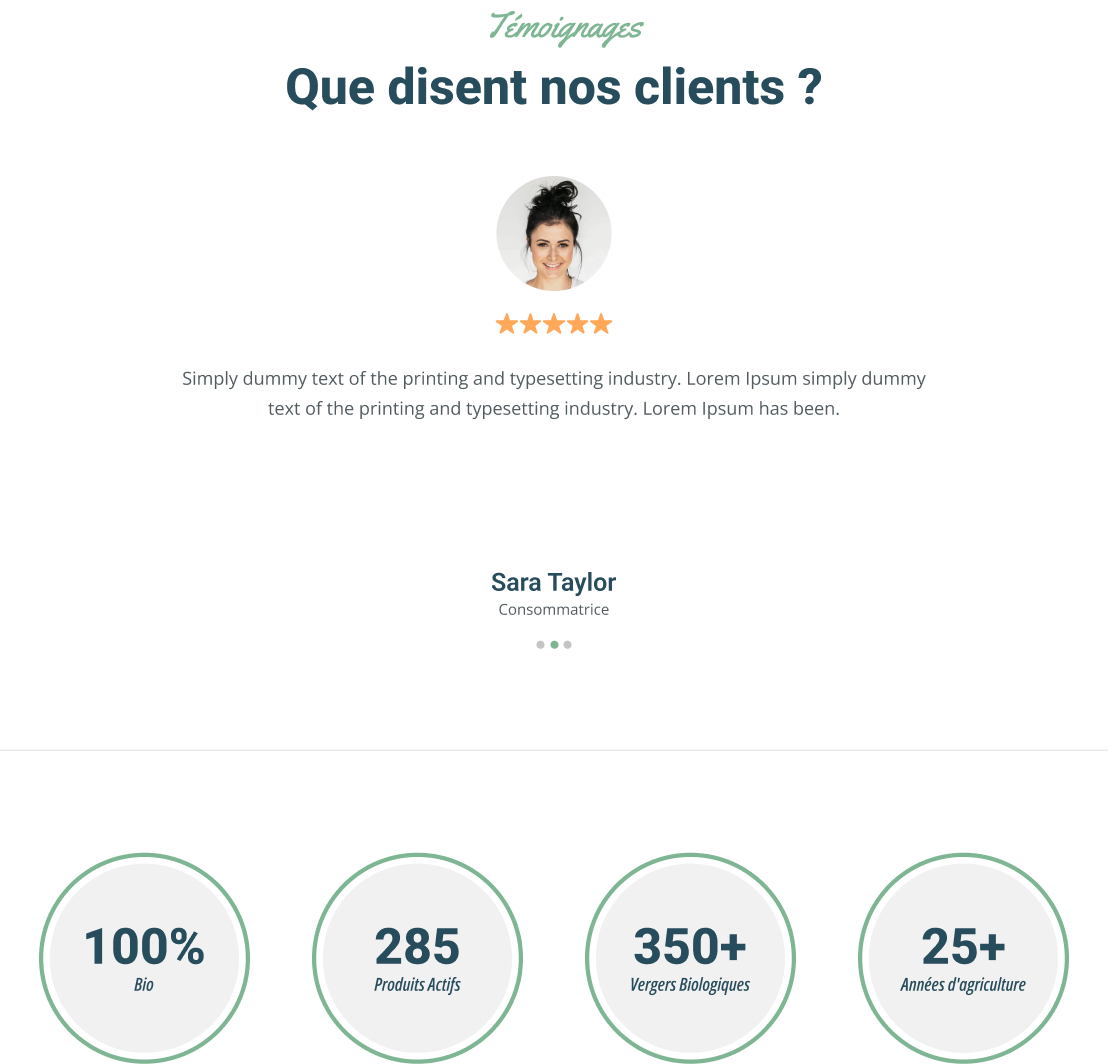 Témoignages
Que disent nos clients ?
Simply dummy text of the printing and typesetting industry. Lorem Ipsum simply dummy
text of the printing and typesetting industry. Lorem Ipsum has been.
Sara Taylor
Consommatrice
100%
Bio
285
Produits Actifs
350+
Vergers Biologiques
25+
Années d'agriculture